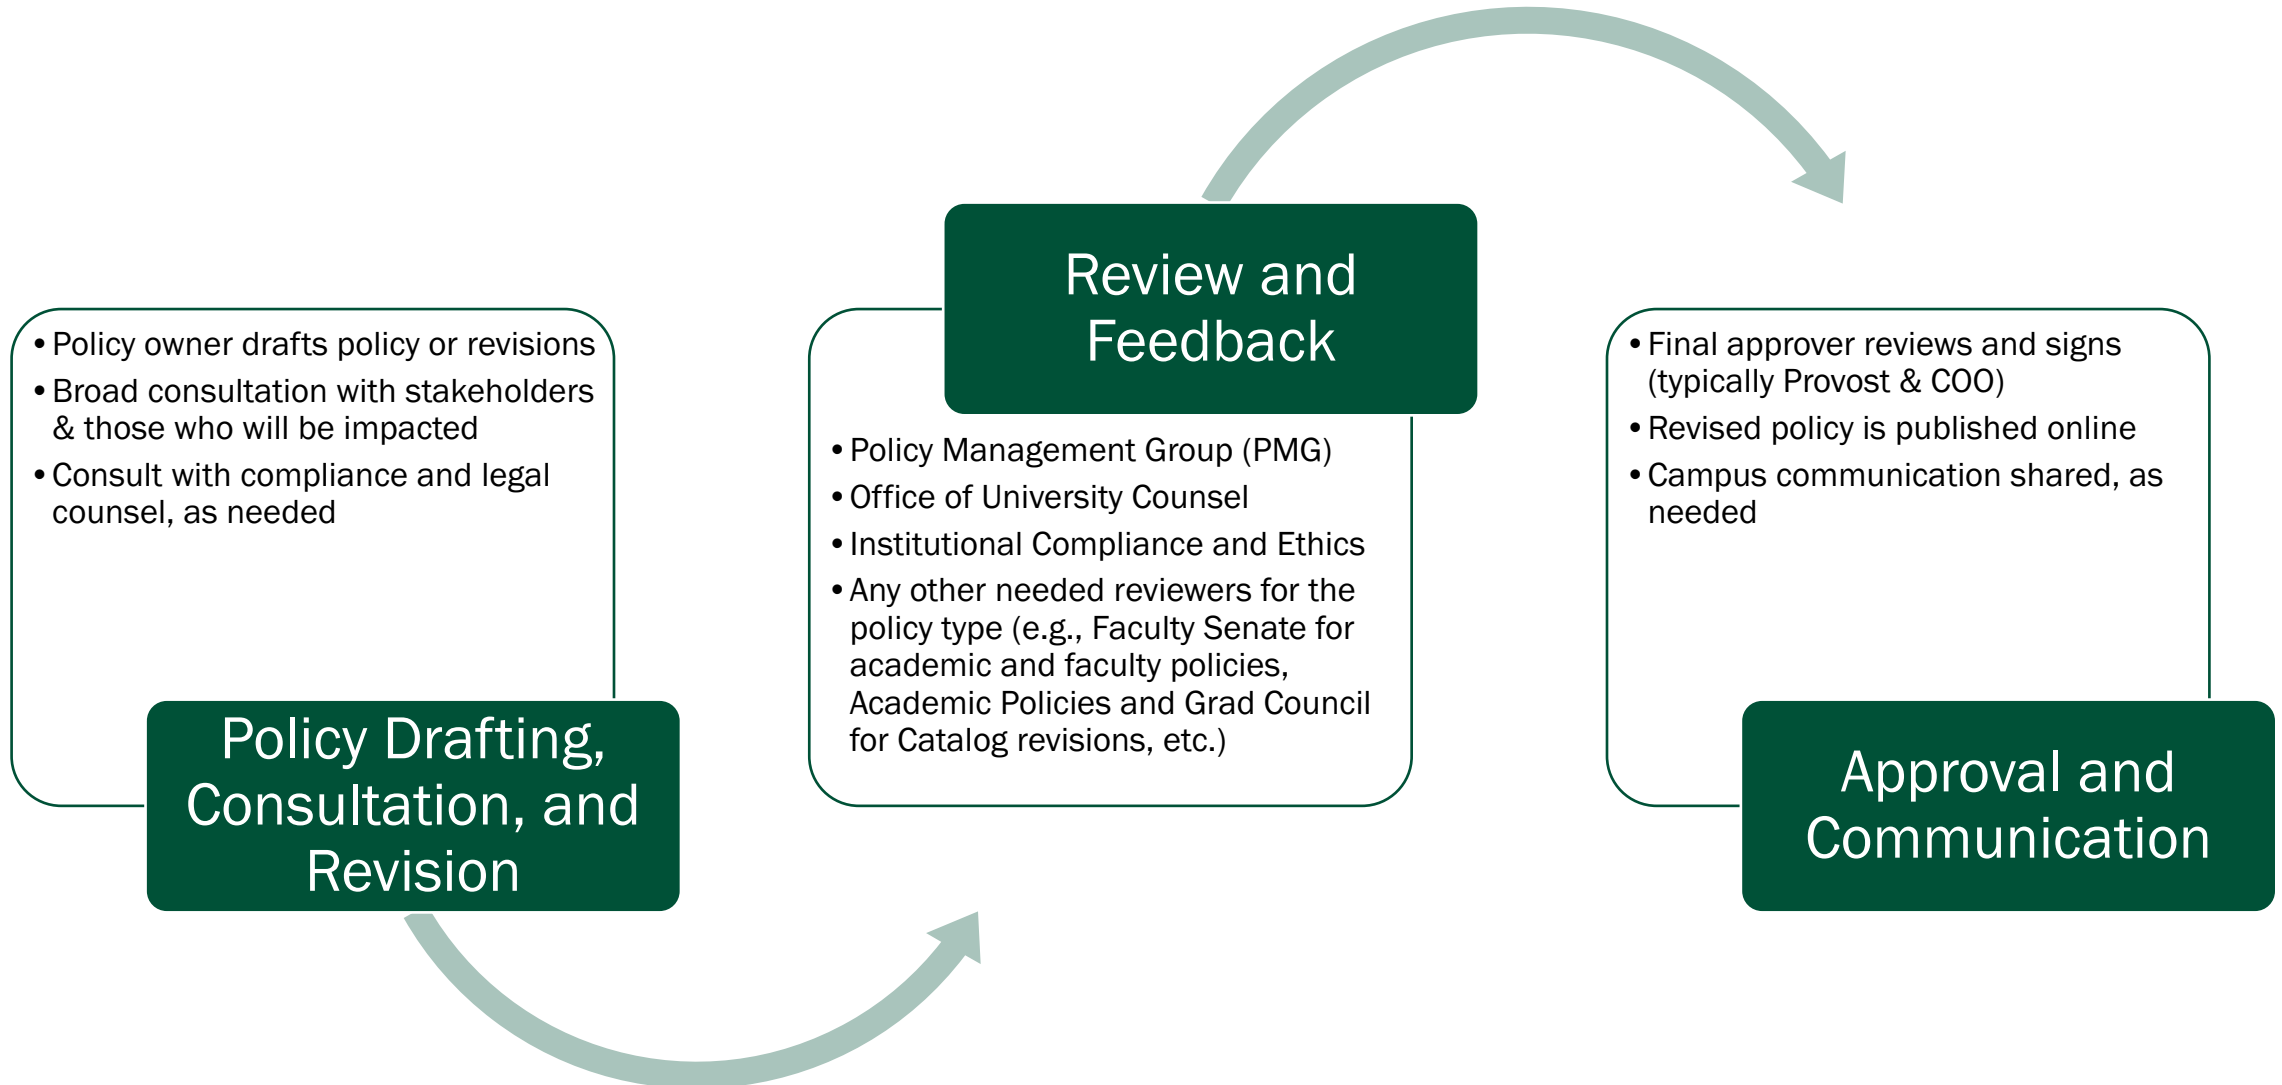 • Policy owner drafts policy or revisions
• Broad consultation with stakeholders
& those who will be impacted
• Consult with compliance and legal
counsel, as needed
Policy Drafting,
Consultation, and
Revision
Review and
Feedback
• Policy Management Group (PMG)
• Office of University Counsel
• Institutional Compliance and Ethics
• Any other needed reviewers for the
policy type (e.g., Faculty Senate for
academic and faculty policies,
Academic Policies and Grad Council
for Catalog revisions, etc.)
• Final approver reviews and signs
(typically Provost & COO)
• Revised policy is published online
• Campus communication shared, as
needed
Approval and
Communication